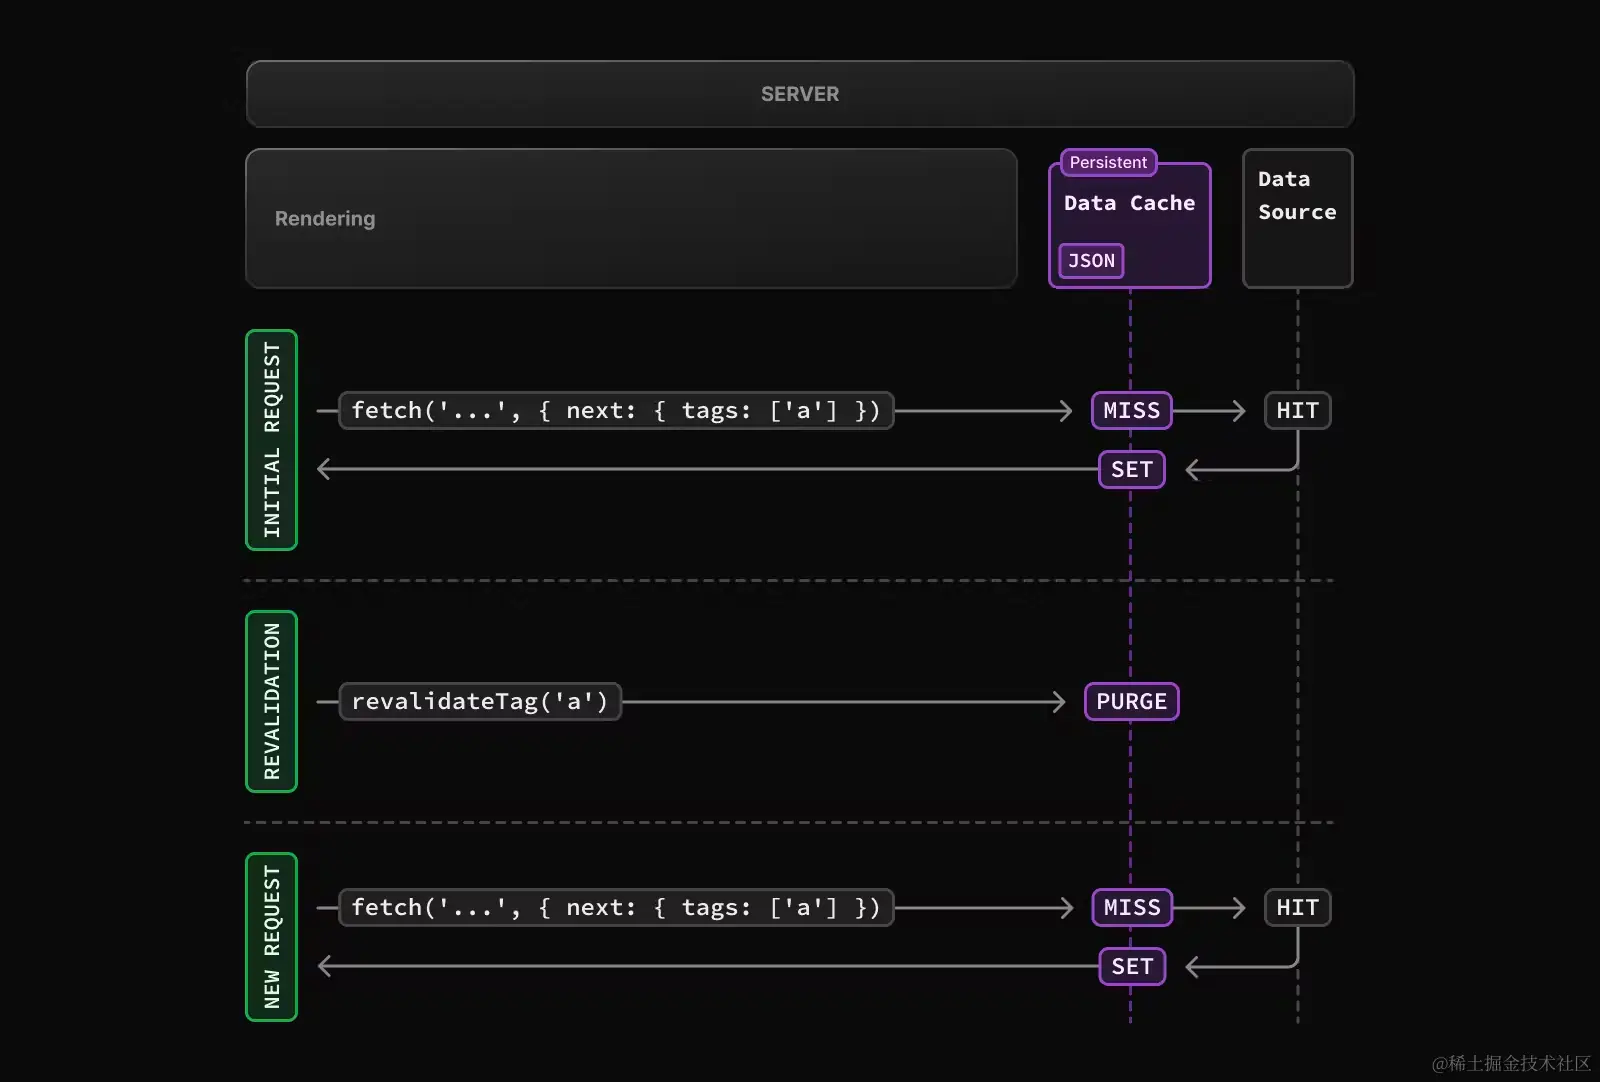 SERVER
Rendering
Persistent
Data Cache
JSON
Data
Source
INITIAL REQUEST
fetch('...', { next: { tags: ['a'] })
MISS
HIT
SET
REVALIDATION
revalidateTag('a')
PURGE
NEW REQUEST
fetch('...', { next: { tags: ['a'] })
MISS
HIT
SET
@稀土掘金技术社区